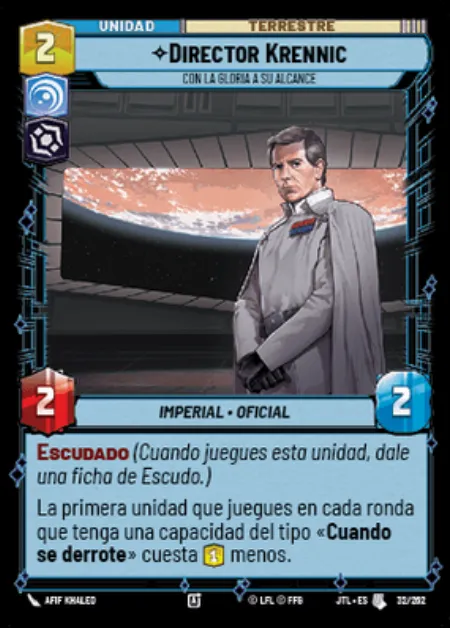 UNIDAD
TERRESTRE
2
DIRECTOR KRENNIC
CON LA GLORIA A SU ALCANCE
2
IMPERIAL • OFICIAL
2
ESCUDADO (Cuando juegues esta unidad, dale
una ficha de Escudo.)
La primera unidad que juegues en cada ronda
que tenga una capacidad del tipo «Cuando
se derrote» cuesta 1 menos.
AFIF KHALED
© LFL © FFG
JTL • ES
32/262